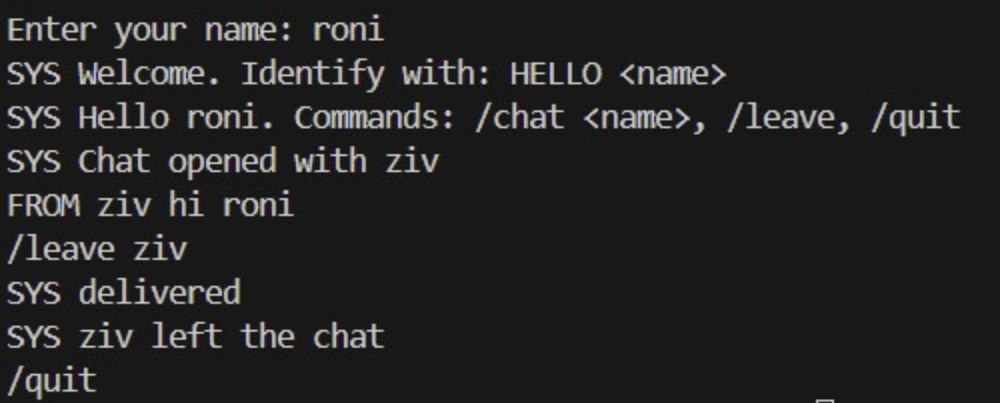 Enter your name: roni
SYS Welcome. Identify with: HELLO <name>
SYS Hello roni. Commands: /chat <name>, /leave, /quit
SYS Chat opened with ziv
FROM ziv hi roni
/leave ziv
SYS delivered
SYS ziv left the chat
/quit